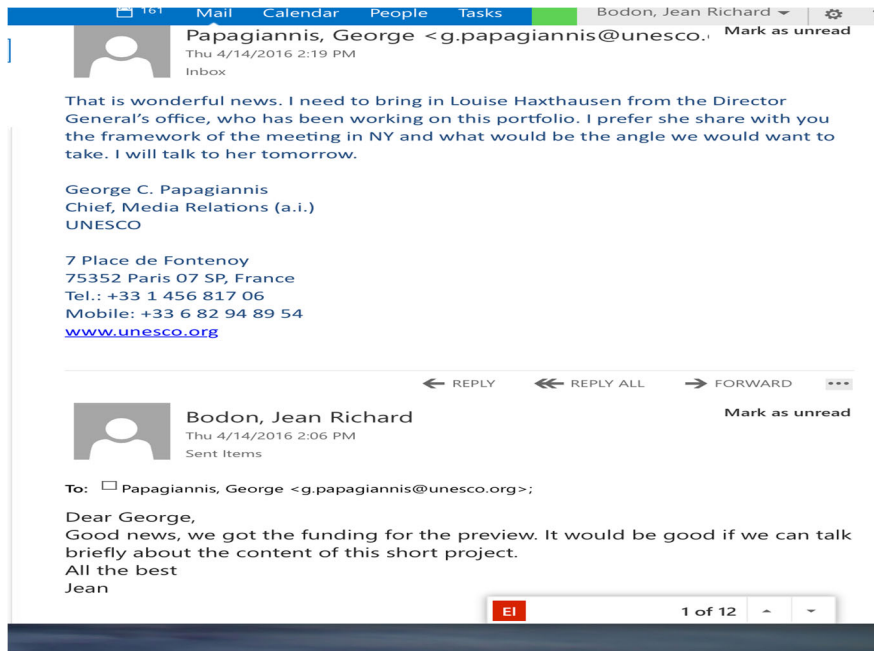 161 Mail Calendar People Tasks Bodon, Jean Richard
Papagiannis, George <g.papagiannis@unesco. Mark as unread
Thu 4/14/2016 2:19 PM
Inbox
That is wonderful news. I need to bring in Louise Haxthausen from the Director
General’s office, who has been working on this portfolio. I prefer she share with you
the framework of the meeting in NY and what would be the angle we would want to
take. I will talk to her tomorrow.
George C. Papagiannis
Chief, Media Relations (a.i.)
UNESCO
7 Place de Fontenoy
75352 Paris 07 SP, France
Tel.: +33 1 456 817 06
Mobile: +33 6 82 94 89 54
www.unesco.org
REPLY REPLY ALL FORWARD
Bodon, Jean Richard Mark as unread
Thu 4/14/2016 2:06 PM
Sent Items
To: Papagiannis, George <g.papagiannis@unesco.org>;
Dear George,
Good news, we got the funding for the preview. It would be good if we can talk
briefly about the content of this short project.
All the best
Jean
EI 1 of 12